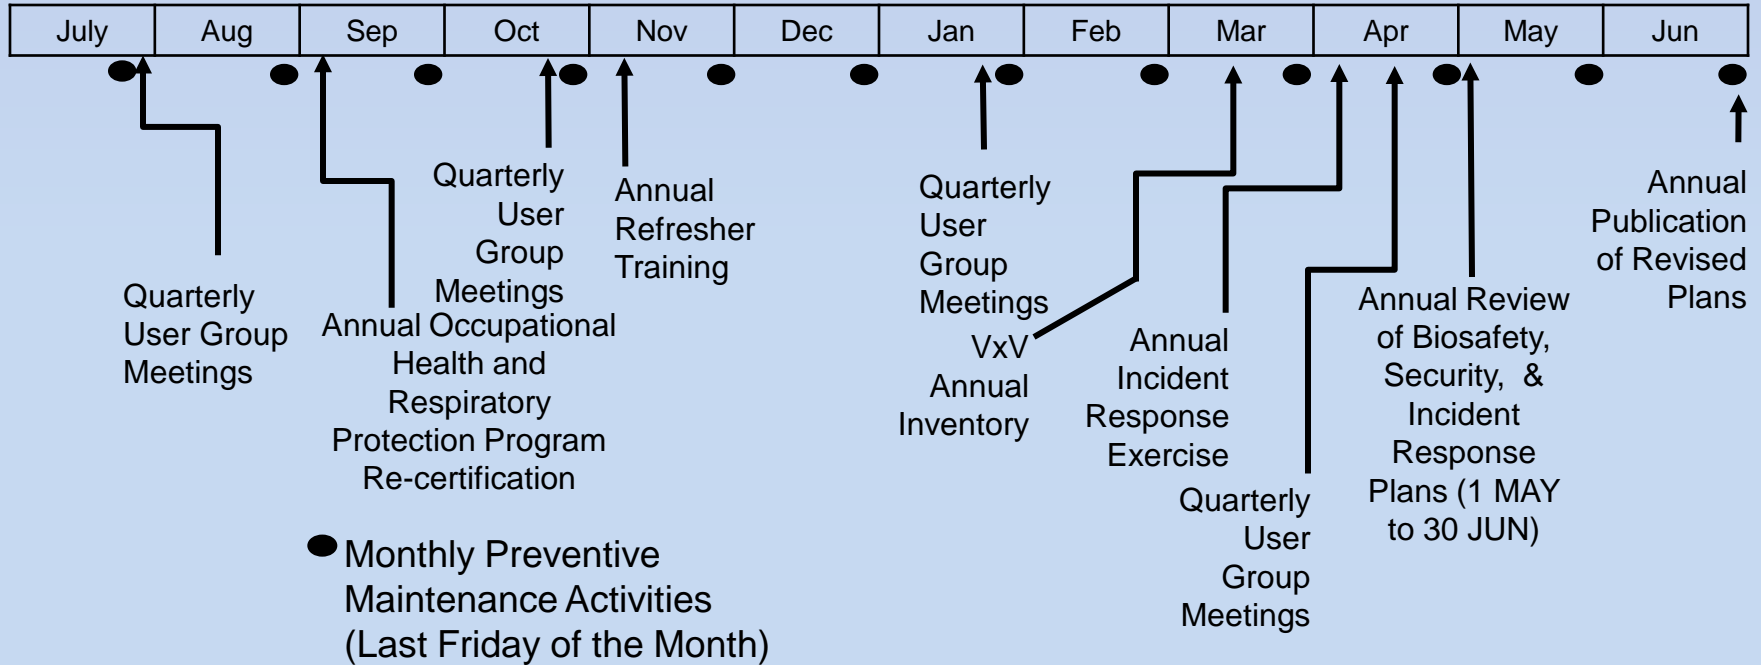 July Aug Sep Oct Nov Dec Jan Feb Mar Apr May Jun
Quarterly
User Group
Meetings
Annual Occupational
Health and
Respiratory
Protection Program
Re-certification
Quarterly
User
Group
Meetings
Annual
Refresher
Training
Quarterly
User
Group
Meetings
VxV
Annual
Inventory
Annual
Incident
Response
Exercise
Quarterly
User
Group
Meetings
Annual Review
of Biosafety,
Security, &
Incident
Response
Plans (1 MAY
to 30 JUN)
Annual
Publication
of Revised
Plans
Monthly Preventive
Maintenance Activities
(Last Friday of the Month)